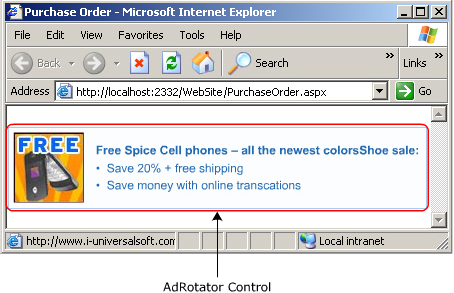 Purchase Order - Microsoft Internet Explorer
File Edit View Favorites Tools Help
Back Search » Links »
Address http://localhost:2332/WebSite/PurchaseOrder.aspx Go
FREE
Free Spice Cell phones – all the newest colorsShoe sale:
• Save 20% + free shipping
• Save money with online transcations
http://www.i-universalsoft.com Local intranet
AdRotator Control